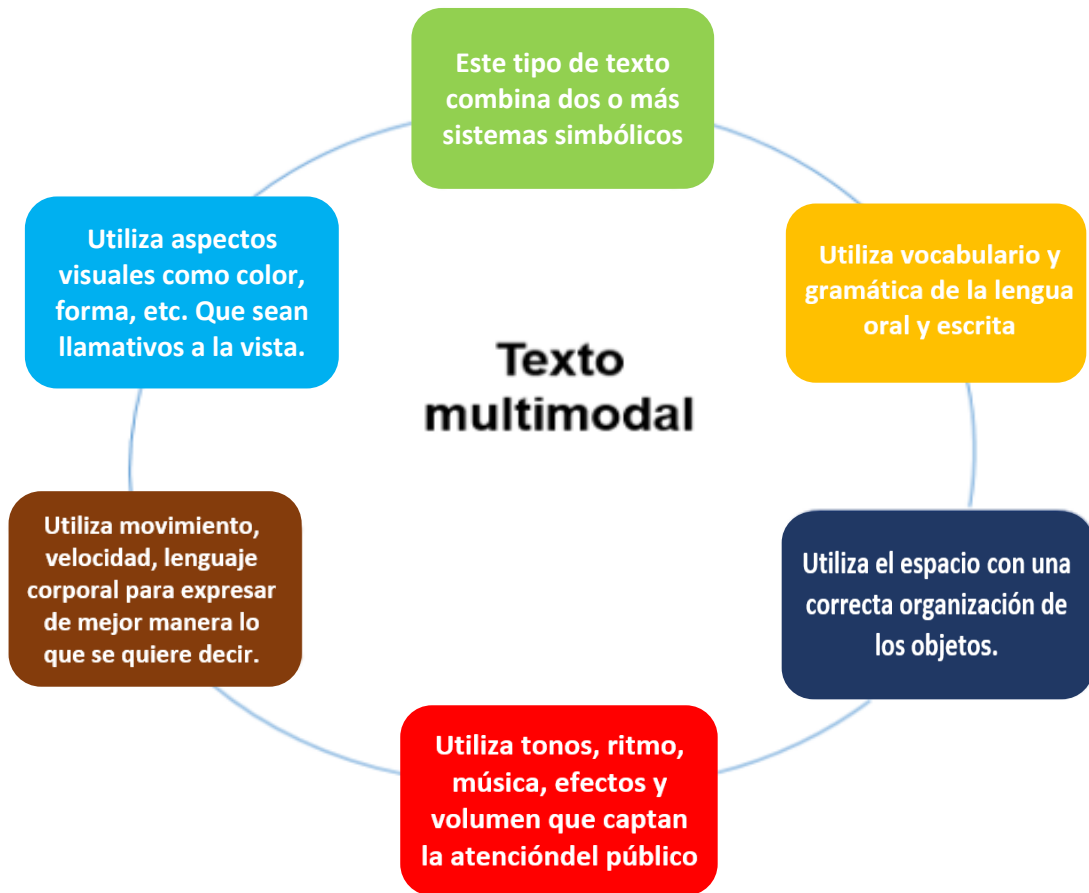 Este tipo de texto
combina dos o más
sistemas simbólicos
Utiliza aspectos
visuales como color,
forma, etc. Que sean
llamativos a la vista.
Utiliza vocabulario y
gramática de la lengua
oral y escrita
Texto
multimodal
Utiliza movimiento,
velocidad, lenguaje
corporal para expresar
de mejor manera lo
que se quiere decir.
Utiliza el espacio con una
correcta organización de
los objetos.
Utiliza tonos, ritmo,
música, efectos y
volumen que captan
la atencióndel público